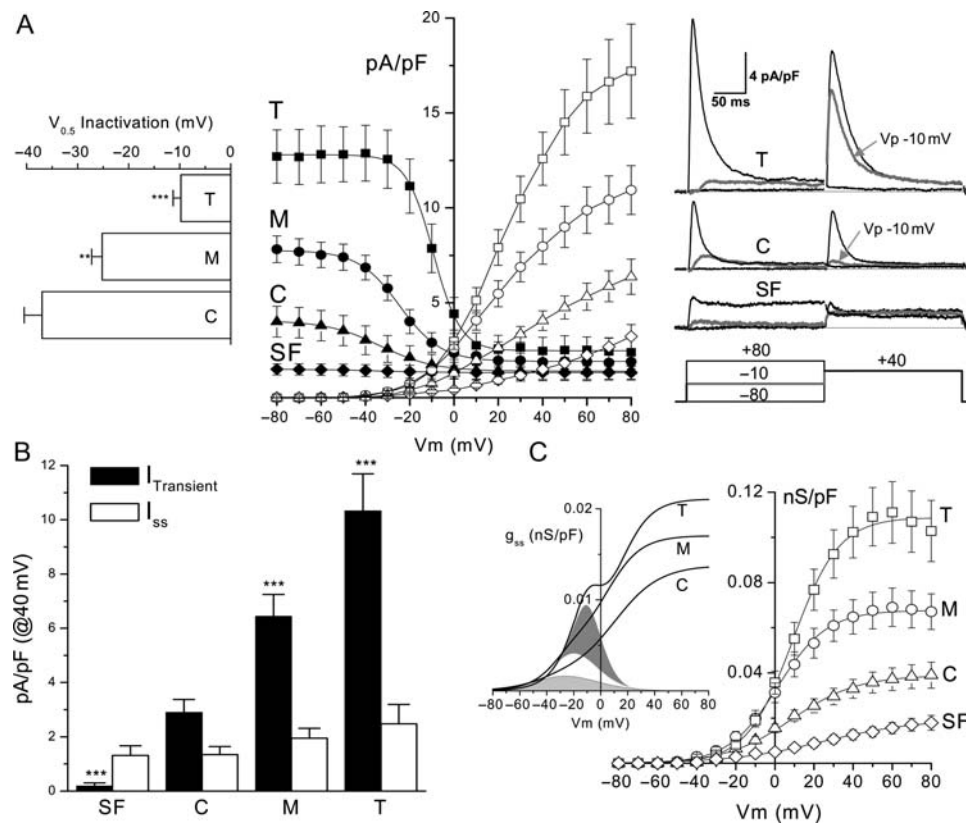 A
V0.5 Inactivation (mV)
−40 −30 −20 −10 0
*** T
** M
C
pA/pF
20
15
10
5
T
M
C
SF
−80 −60 −40 −20 0 20 40 60 80
Vm (mV)
4 pA/pF
50 ms
Vp -10 mV
T
Vp -10 mV
C
SF
+80
−10
−80
+40
B
pA/pF (@40 mV)
12
10
8
6
4
2
0
ITransient
Iss
***
***
***
SF C M T
C
gss (nS/pF)
0.02
0.01
T
M
C
−80 −60 −40 −20 0 20 40 60 80
Vm (mV)
nS/pF
0.12
0.08
0.04
T
M
C
SF
−80 −60 −40 −20 0 20 40 60 80
Vm (mV)